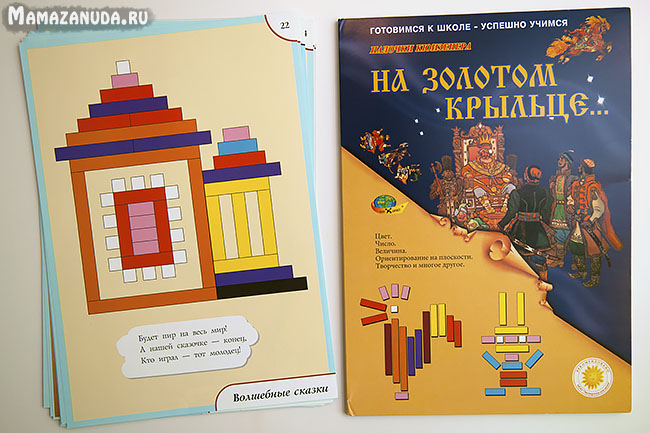 Mamazanuda.ru
22
Будет пир на весь мир!
А нашей сказочке — конец,
Кто играл — тот молодец!
Волшебные сказки
ГОТОВИМСЯ К ШКОЛЕ - УСПЕШНО УЧИМСЯ
ПАЛОЧКИ КЮИЗЕНЕРА
НА ЗОЛОТОМ
КРЫЛЬЦЕ...
Цвет.
Число.
Величина.
Ориентирование на плоскости.
Творчество и многое другое.